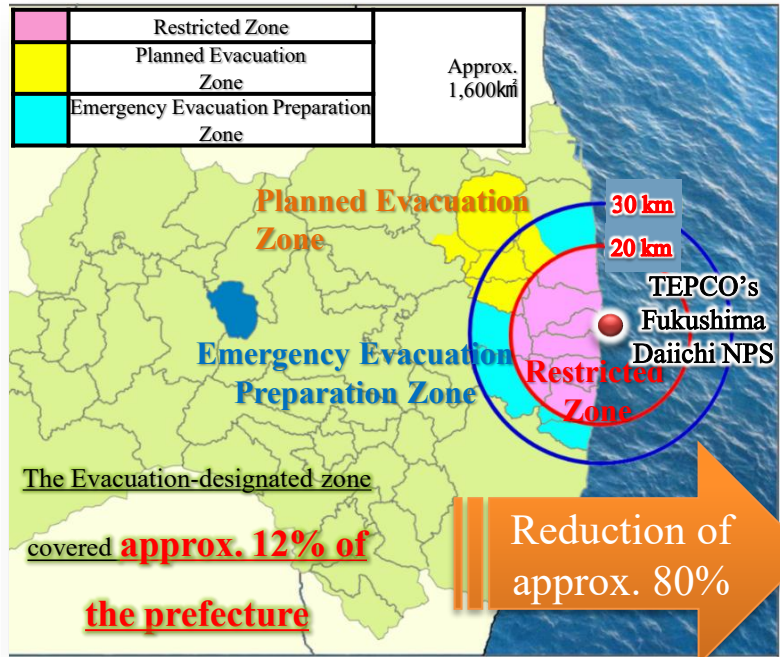 Restricted Zone
Planned Evacuation
Zone
Emergency Evacuation Preparation
Zone
Approx.
1,600㎢
Planned Evacuation
Zone
30 km
20 km
TEPCO’s
Fukushima
Daiichi NPS
Emergency Evacuation
Preparation Zone
Restricted
Zone
The Evacuation-designated zone
covered approx. 12% of
the prefecture
Reduction of
approx. 80%